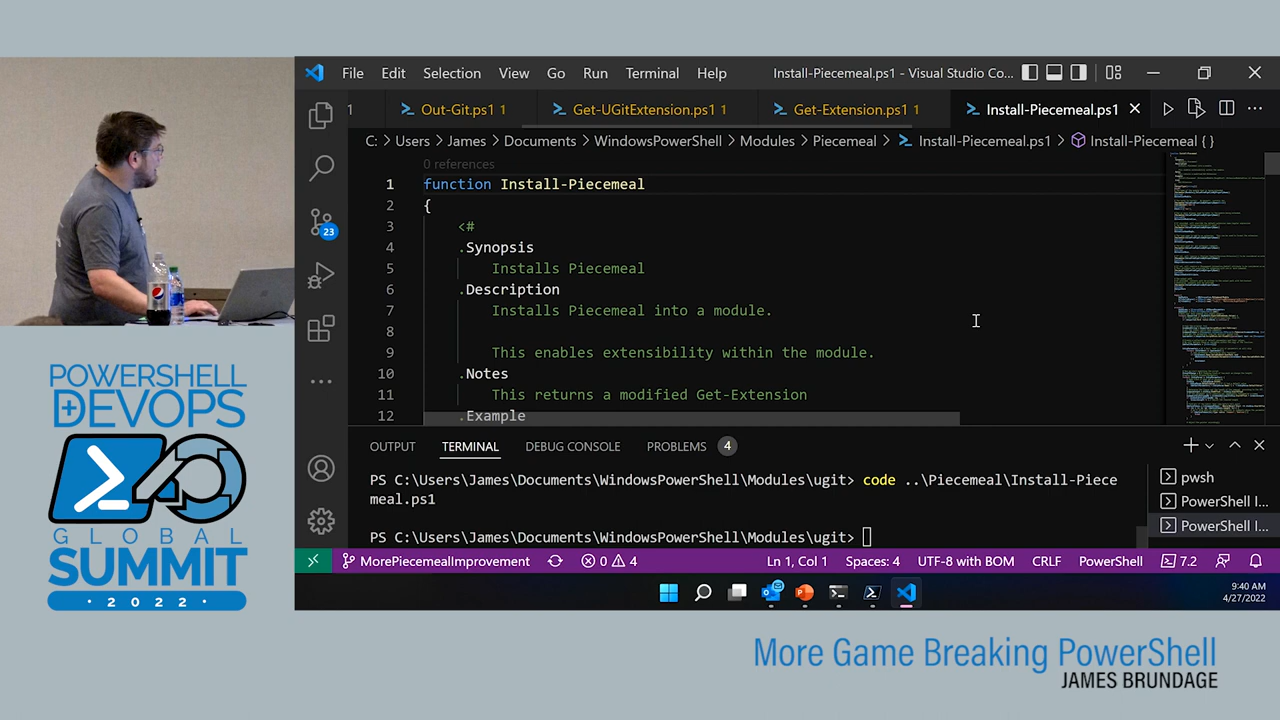 File Edit Selection View Go Run Terminal Help Install-Piecemeal.ps1 - Visual Studio Co...
1 Out-Git.ps1 1 Get-UGitExtension.ps1 1 Get-Extension.ps1 1 Install-Piecemeal.ps1
C: > Users > James > Documents > WindowsPowerShell > Modules > Piecemeal > Install-Piecemeal.ps1 > Install-Piecemeal { }
0 references
1 function Install-Piecemeal
2 {
3 <#
4 .Synopsis
5 Installs Piecemeal
6 .Description
7 Installs Piecemeal into a module.
8
9 This enables extensibility within the module.
10 .Notes
11 This returns a modified Get-Extension
12 .Example
23
OUTPUT TERMINAL DEBUG CONSOLE PROBLEMS 4
PS C:\Users\James\Documents\WindowsPowerShell\Modules\ugit> code ..\Piecemeal\Install-Piece
meal.ps1
PS C:\Users\James\Documents\WindowsPowerShell\Modules\ugit>
pwsh
PowerShell I...
PowerShell I...
MorePiecemealImprovement 0 4 Ln 1, Col 1 Spaces: 4 UTF-8 with BOM CRLF PowerShell 7.2
9:40 AM
4/27/2022
POWERSHELL
+DEVOPS
GLOBAL
SUMMIT
· 2022 ·
More Game Breaking PowerShell
JAMES BRUNDAGE